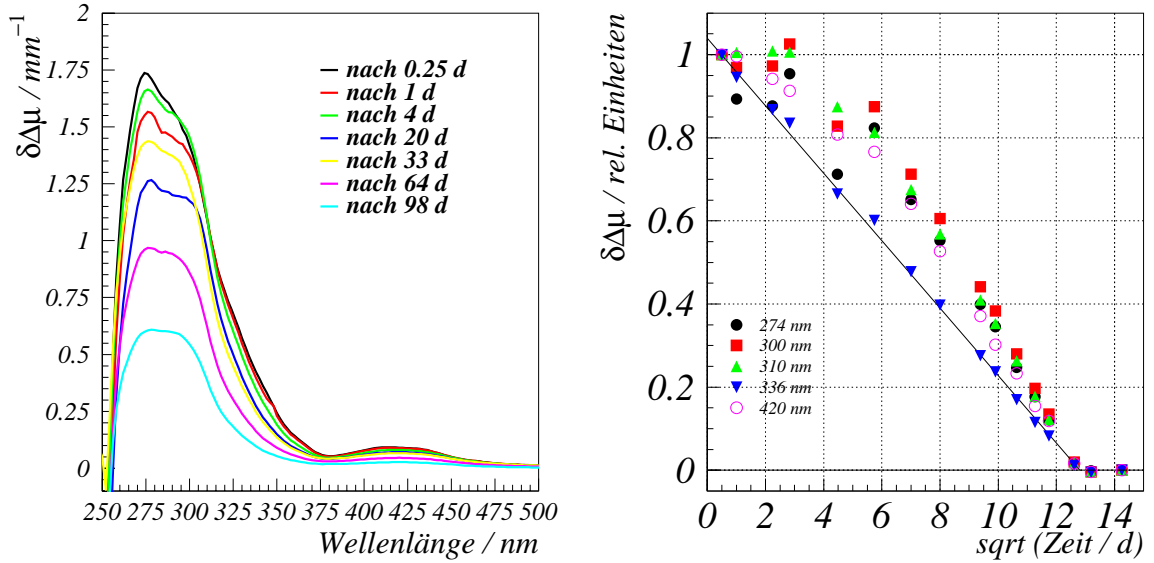 δΔμ / mm⁻¹
2
1.75
1.5
1.25
1
0.75
0.5
0.25
0
nach 0.25 d
nach 1 d
nach 4 d
nach 20 d
nach 33 d
nach 64 d
nach 98 d
250 275 300 325 350 375 400 425 450 475 500
Wellenlänge / nm
δΔμ / rel. Einheiten
1
0.8
0.6
0.4
0.2
0
274 nm
300 nm
310 nm
336 nm
420 nm
0 2 4 6 8 10 12 14
sqrt (Zeit / d)